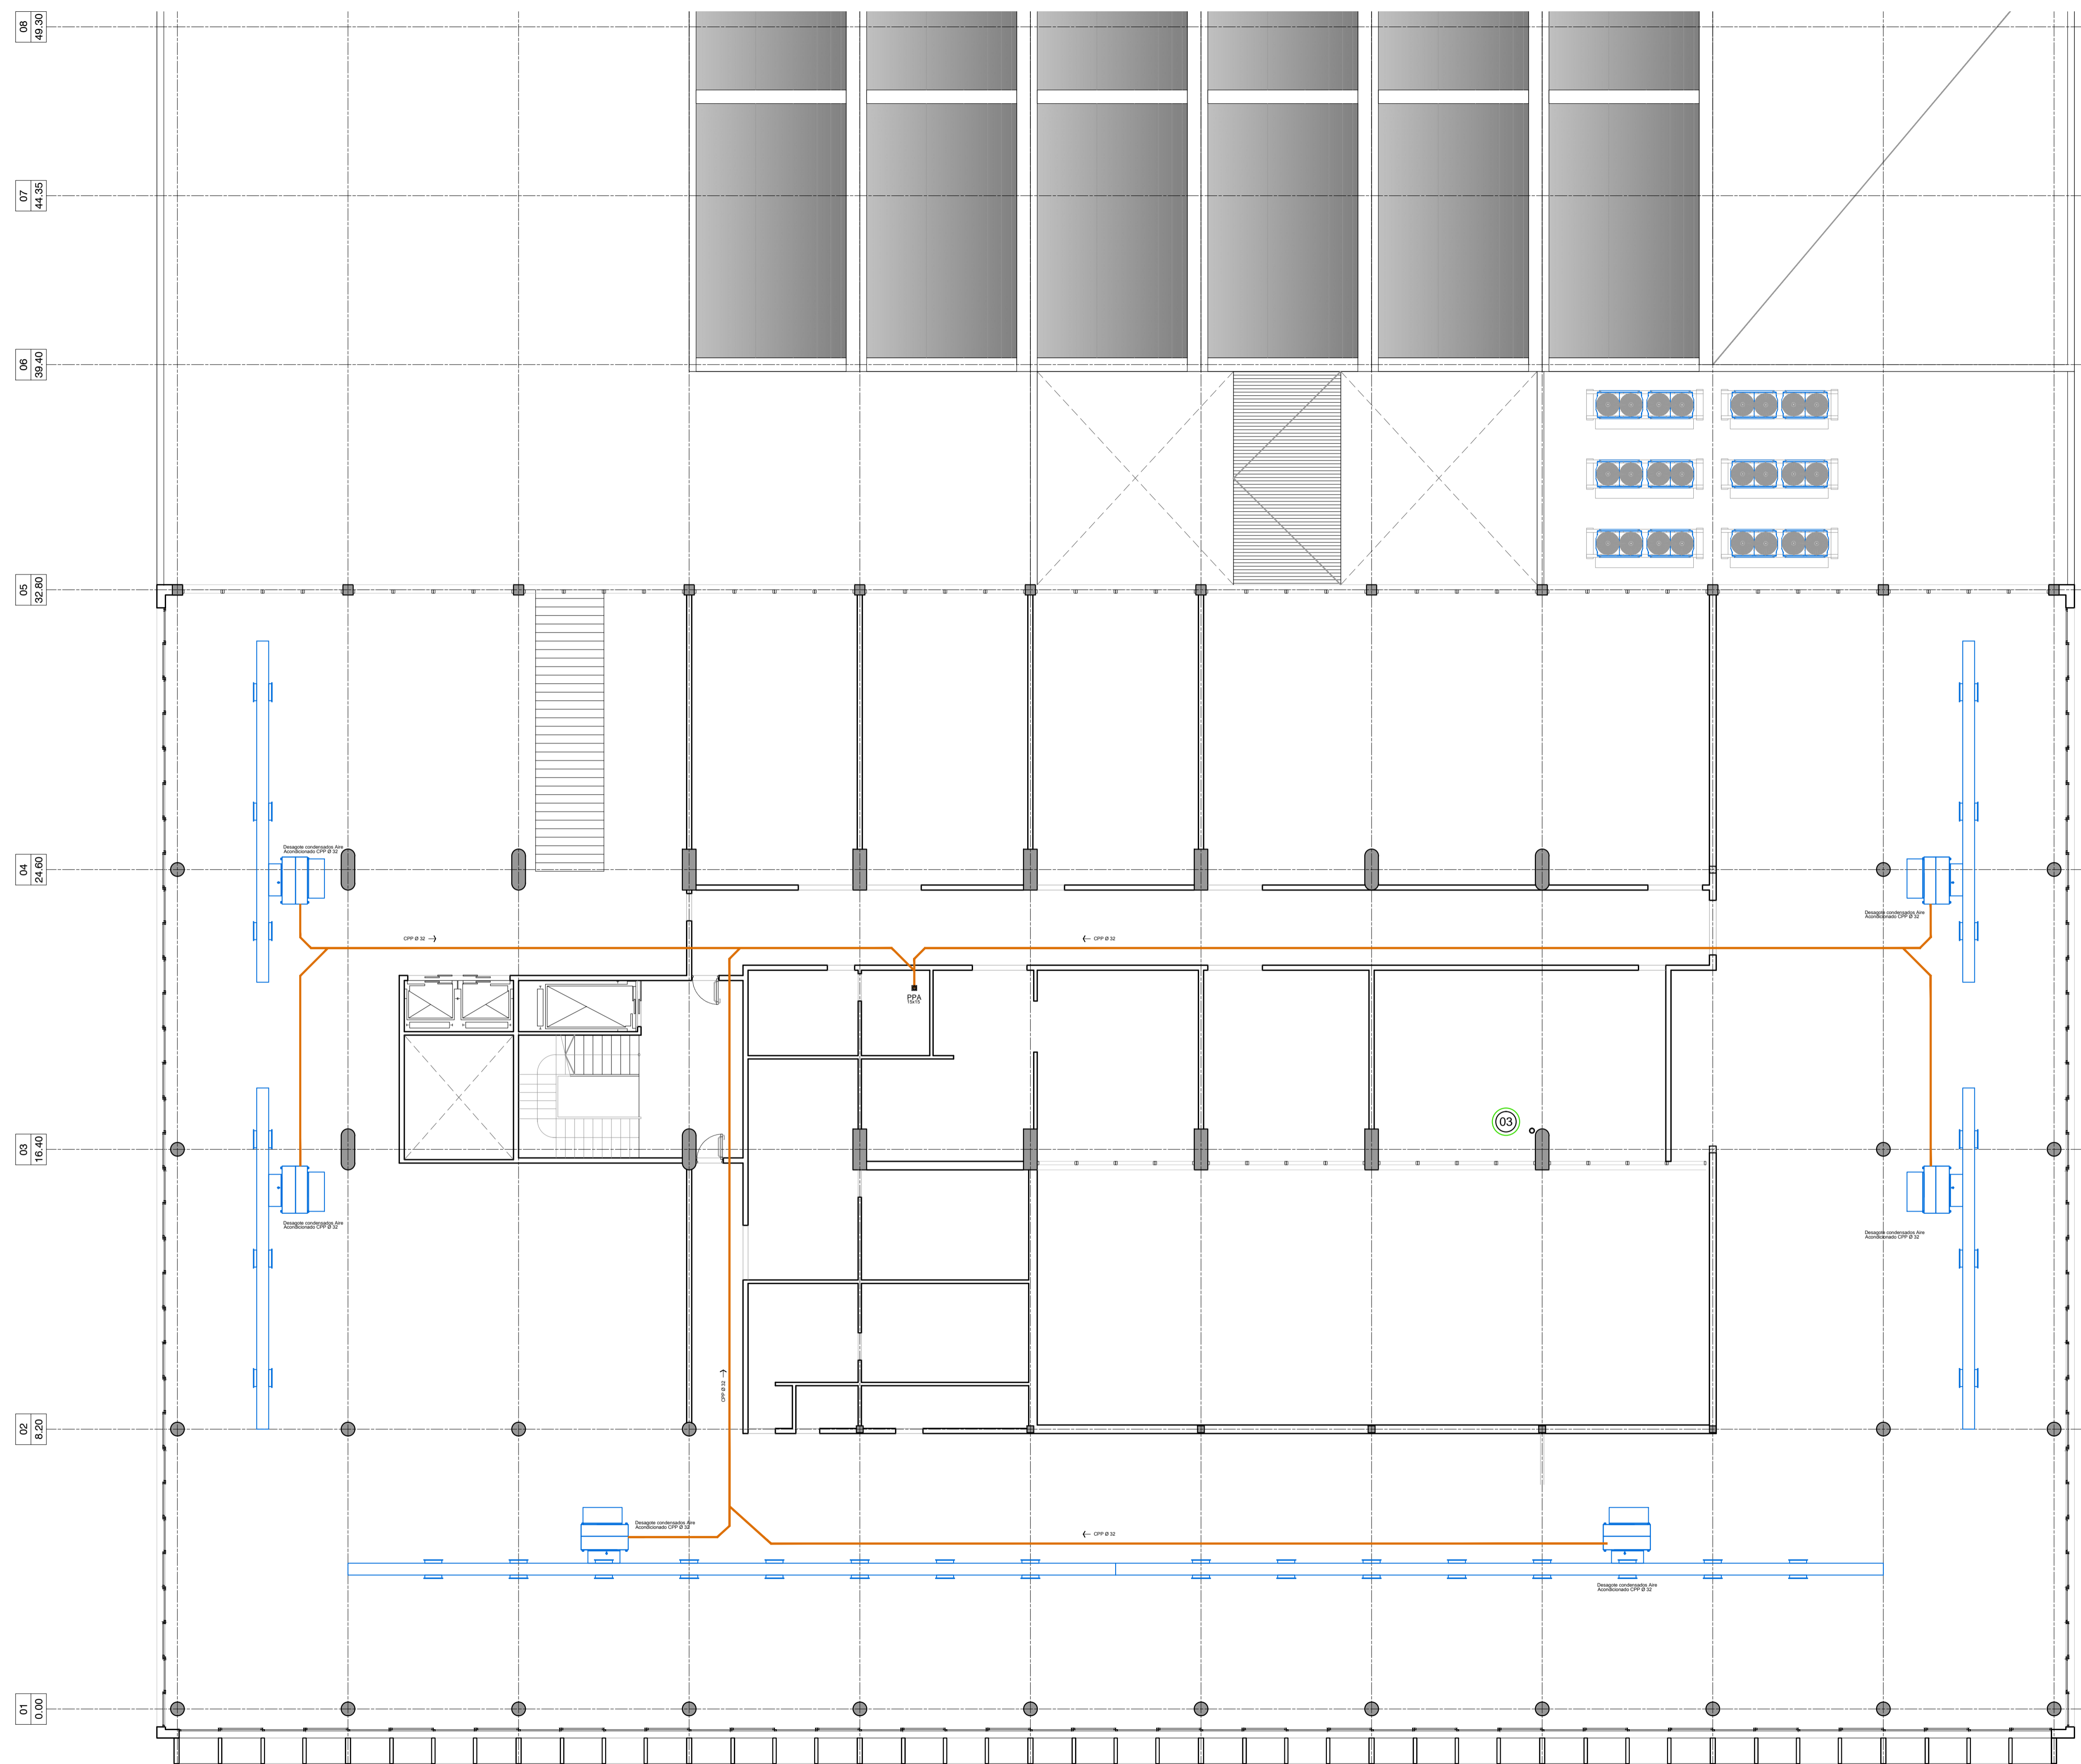 08
49.30
07
44.35
06
39.40
05
32.80
Desagote condensados Aire
Acondicionado CPP Ø 32
04
24.60
Desagote condensados Aire
Acondicionado CPP Ø 32
CPP Ø 32
CPP Ø 32
PPA
15x15
03
03
16.40
Desagote condensados Aire
Acondicionado CPP Ø 32
Desagote condensados Aire
Acondicionado CPP Ø 32
CPP Ø 32
02
8.20
Desagote condensados Aire
Acondicionado CPP Ø 32
CPP Ø 32
Desagote condensados Aire
Acondicionado CPP Ø 32
01
0.00